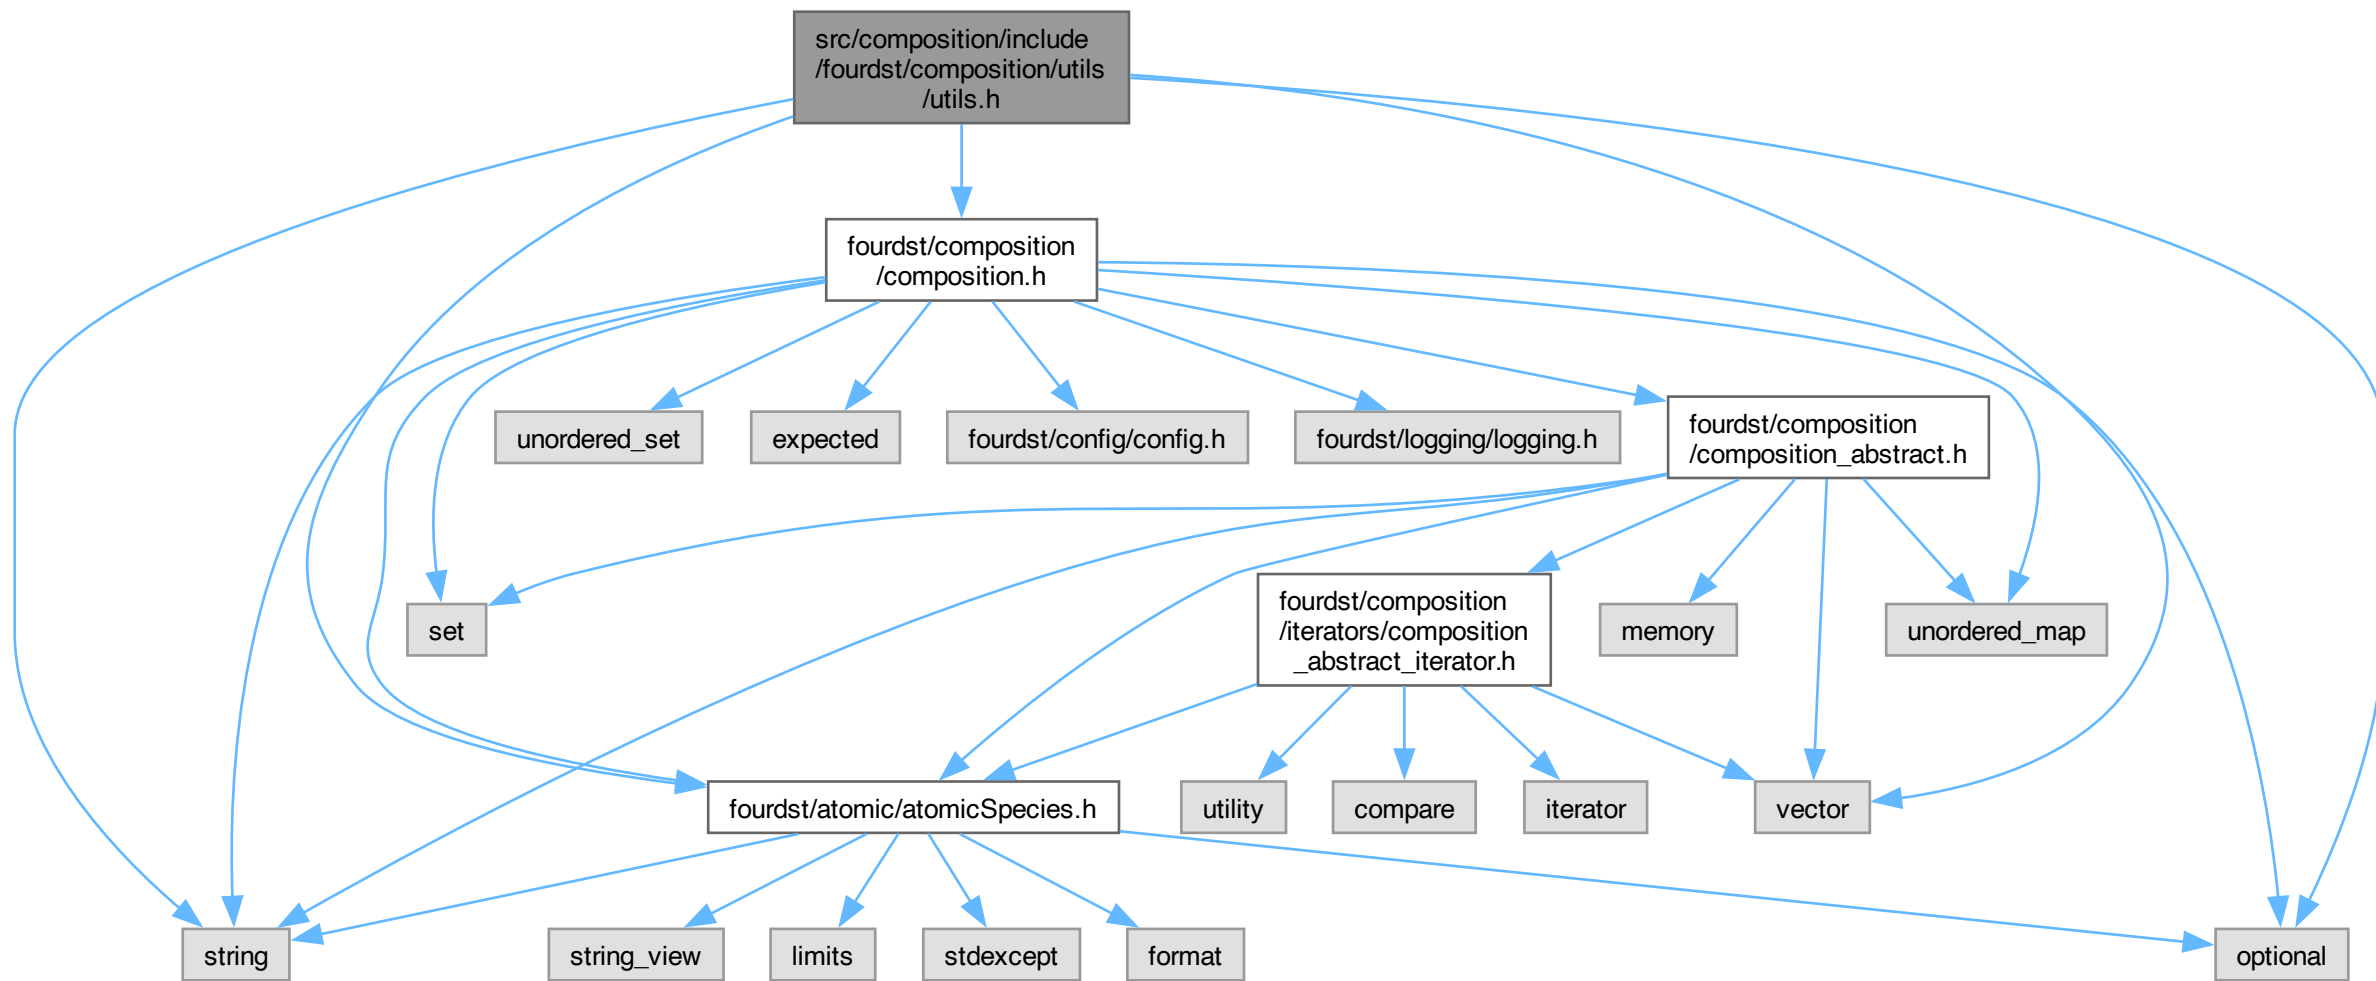 src/composition/include
/fourdst/composition/utils
/utils.h
fourdst/composition
/composition.h
unordered_set
expected
fourdst/config/config.h
fourdst/logging/logging.h
fourdst/composition
/composition_abstract.h
set
fourdst/composition
/iterators/composition
_abstract_iterator.h
memory
unordered_map
fourdst/atomic/atomicSpecies.h
utility
compare
iterator
vector
string
string_view
limits
stdexcept
format
optional